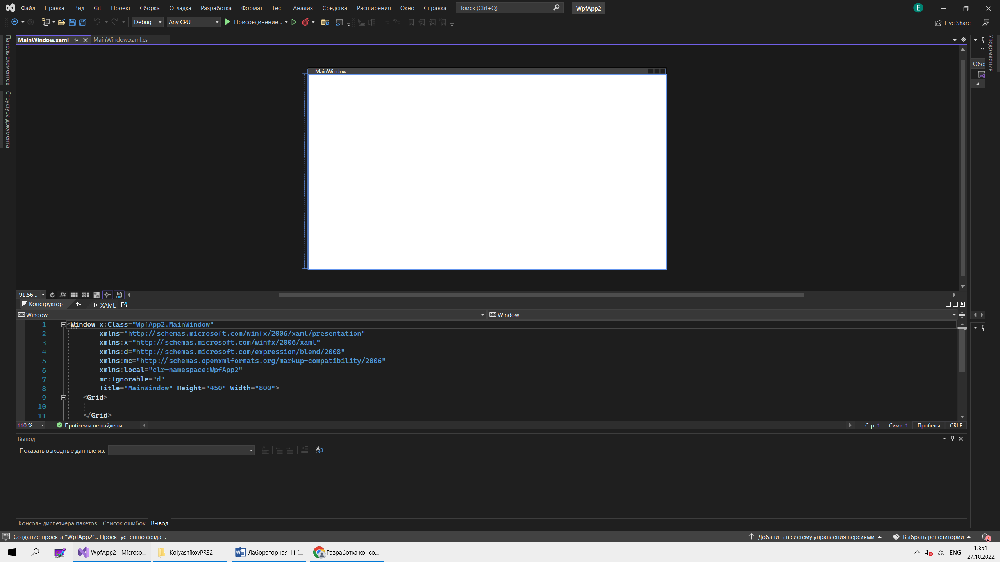 Файл Правка Вид Git Проект Сборка Отладка Разработка Формат Тест Анализ Средства Расширения Окно Справка Поиск (Ctrl+Q) WpfApp2 E
Debug Any CPU Присоединение... Live Share
Панель элементов
Структура документа
MainWindow.xaml MainWindow.xaml.cs
Уведомления
Обо
MainWindow
91,56...
Конструктор XAML
Window Window
1 <Window x:Class="WpfApp2.MainWindow"
2 xmlns="http://schemas.microsoft.com/winfx/2006/xaml/presentation"
3 xmlns:x="http://schemas.microsoft.com/winfx/2006/xaml"
4 xmlns:d="http://schemas.microsoft.com/expression/blend/2008"
5 xmlns:mc="http://schemas.openxmlformats.org/markup-compatibility/2006"
6 xmlns:local="clr-namespace:WpfApp2"
7 mc:Ignorable="d"
8 Title="MainWindow" Height="450" Width="800">
9 <Grid>
10
11 </Grid>
110 % Проблемы не найдены. Стр: 1 Симв: 1 Пробелы CRLF
Вывод
Показать выходные данные из:
Консоль диспетчера пакетов Список ошибок Вывод
Создание проекта "WpfApp2"... Проект успешно создан. Добавить в систему управления версиями Выбрать репозиторий 2
WpfApp2 - Microso... KolyasnikovPR32 Лабораторная 11 (... Разработка консо... ENG 13:51
27.10.2022